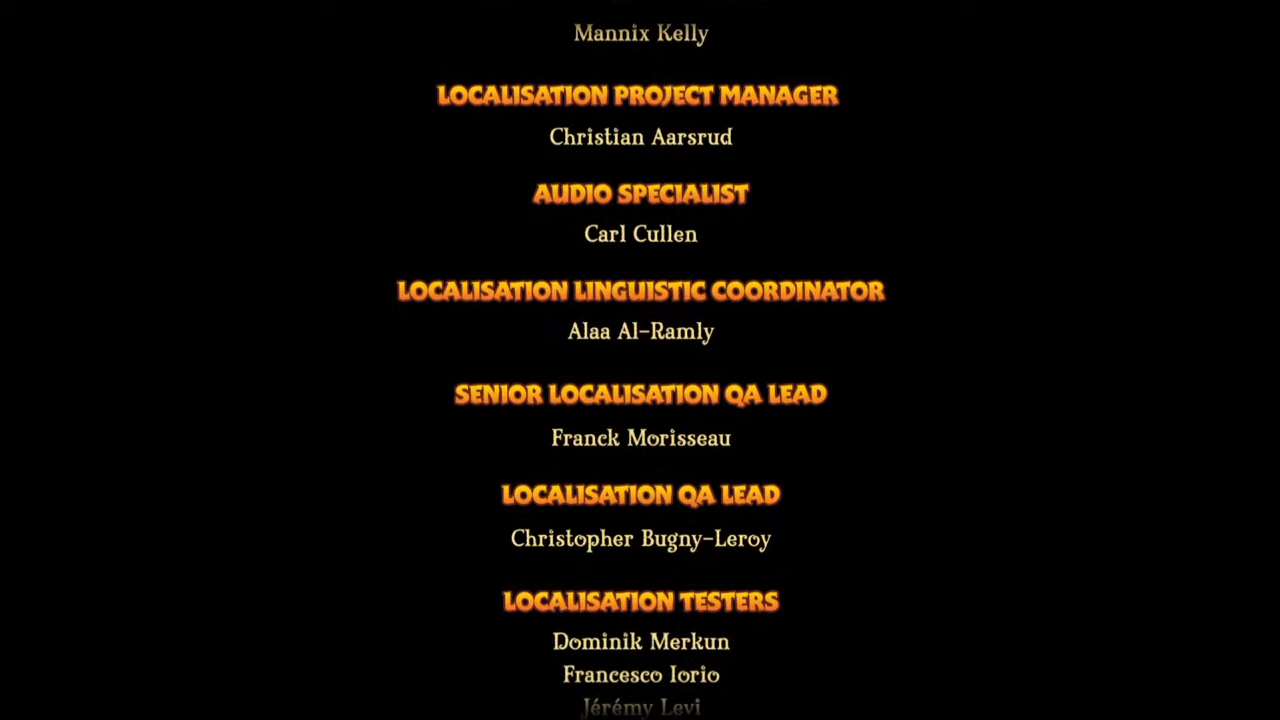 Mannix Kelly
LOCALISATION PROJECT MANAGER
Christian Aarsrud
AUDIO SPECIALIST
Carl Cullen
LOCALISATION LINGUISTIC COORDINATOR
Alaa Al-Ramly
SENIOR LOCALISATION QA LEAD
Franck Morisseau
LOCALISATION QA LEAD
Christopher Bugny-Leroy
LOCALISATION TESTERS
Dominik Merkun
Francesco Iorio
Jérémy Levi